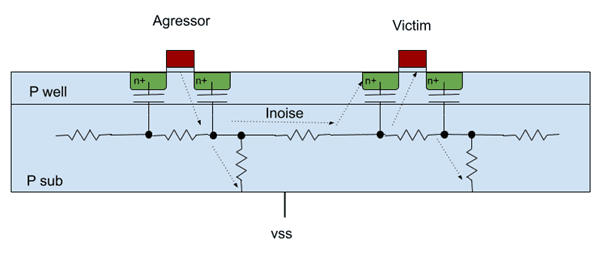 Agressor
Victim
n+
n+
n+
n+
P well
Inoise
P sub
vss